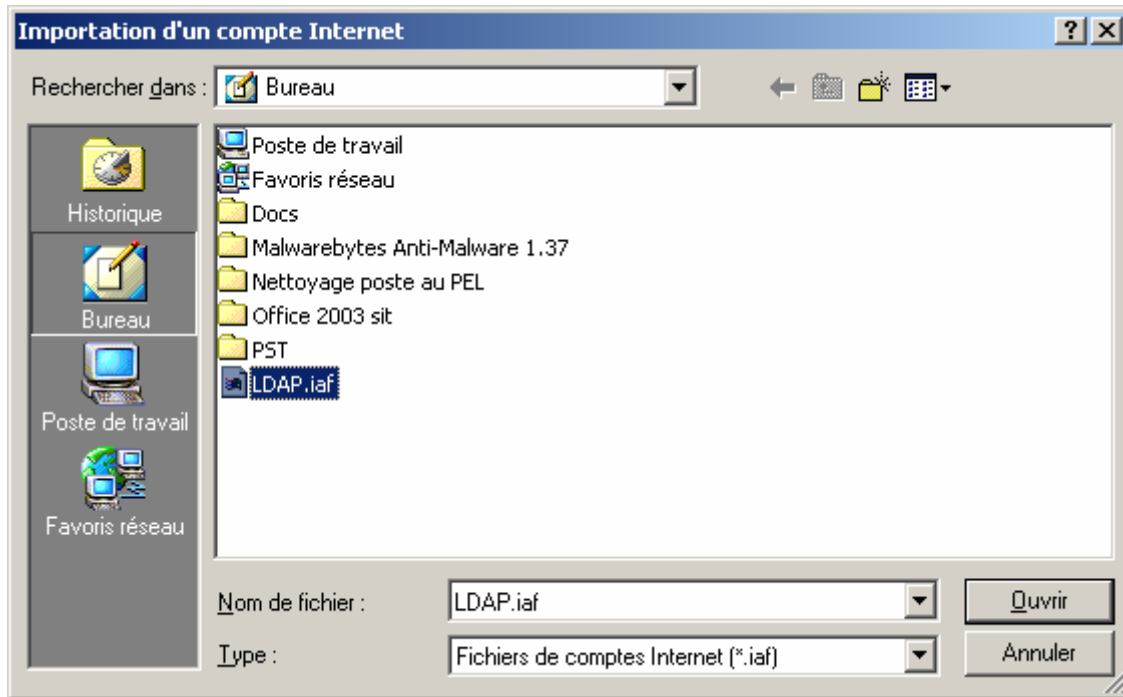 Importation d'un compte Internet
Rechercher dans : Bureau
Historique
Bureau
Poste de travail
Favoris réseau
Poste de travail
Favoris réseau
Docs
Malwarebytes Anti-Malware 1.37
Nettoyage poste au PEL
Office 2003 sit
PST
LDAP.iaf
Nom de fichier : LDAP.iaf Ouvrir
Type : Fichiers de comptes Internet (*.iaf) Annuler